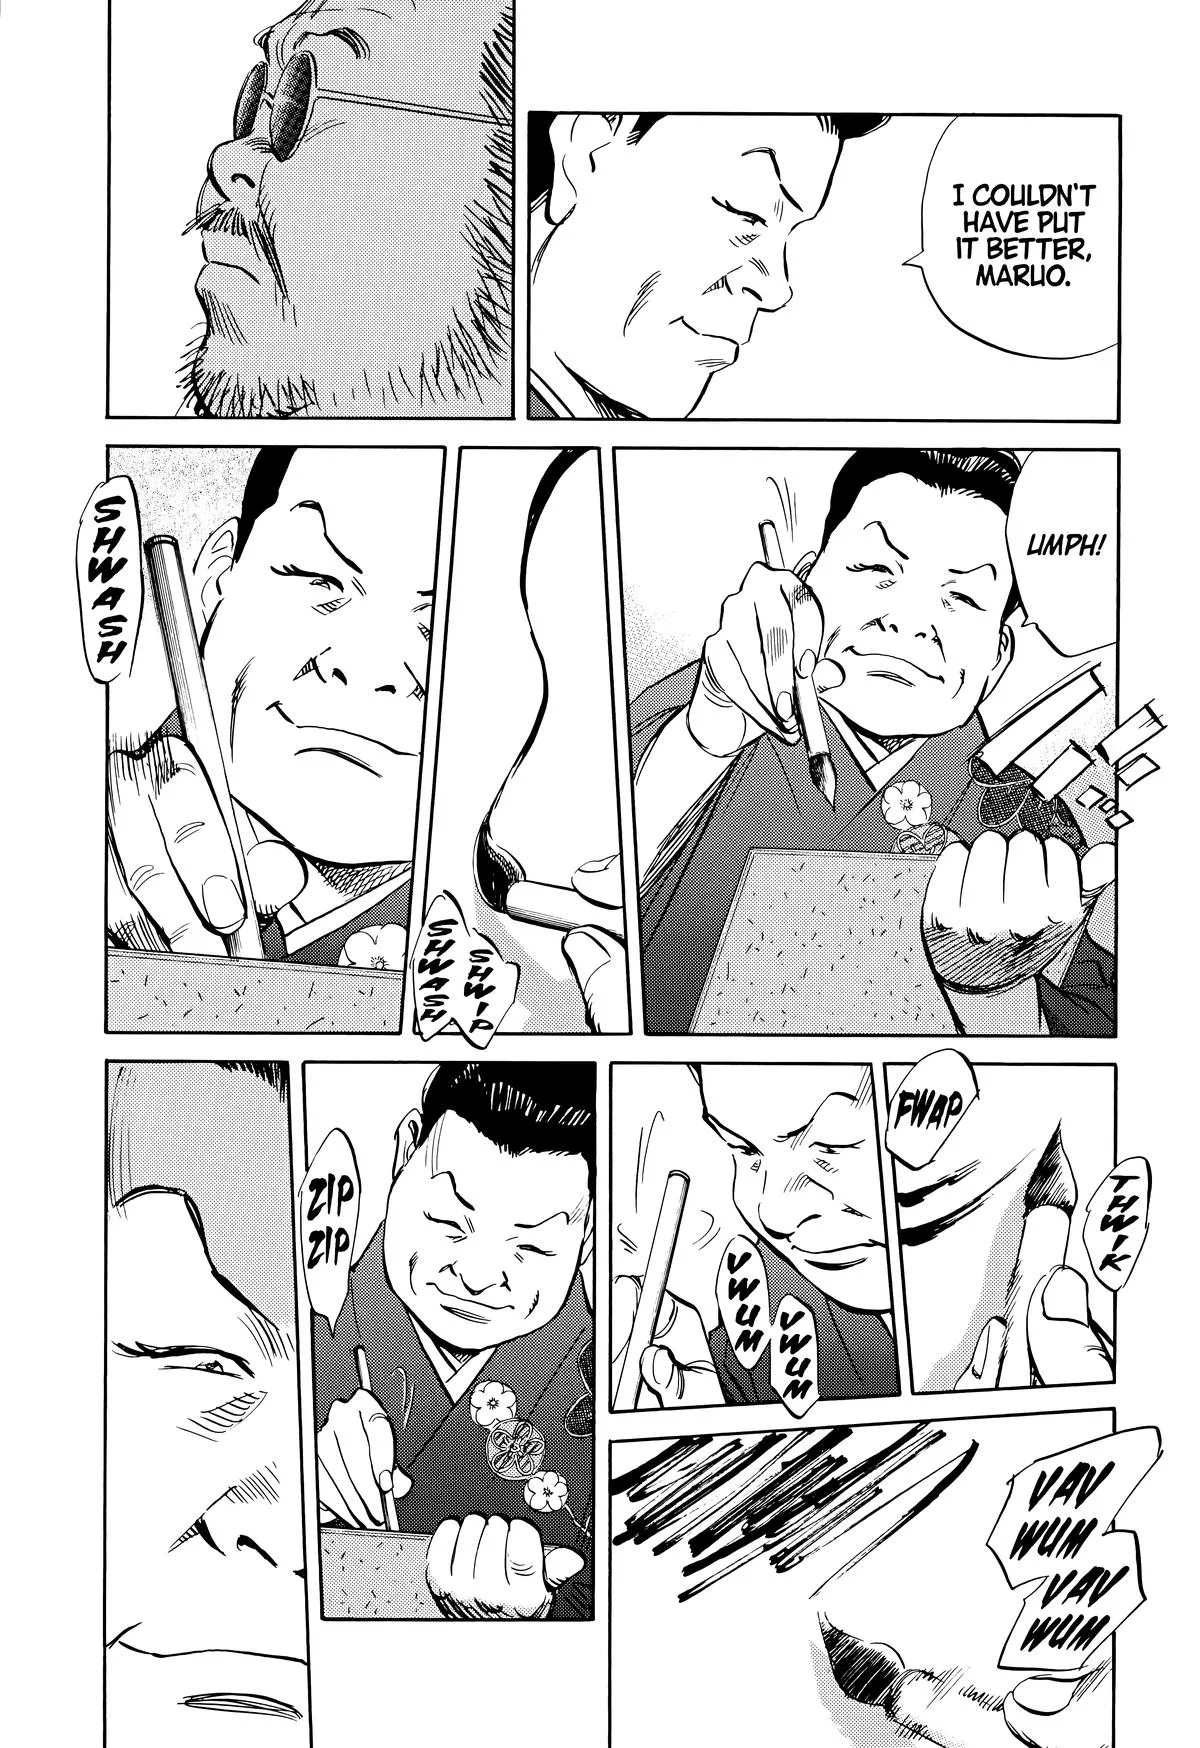 I COULDN'T
HAVE PUT
IT BETTER,
MARUO.
UMPH!
SHWIP
SHWASH
SHWASH
THWIK
FWAP
VWUM
VWUM
VAV
WUM
VAV
WUM
ZIP
ZIP